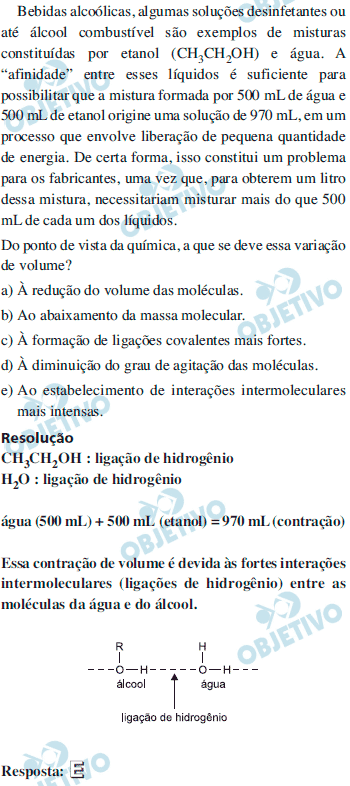 Bebidas alcoólicas, algumas soluções desinfetantes ou
até álcool combustível são exemplos de misturas
constituídas por etanol (CH₃CH₂OH) e água. A
“afinidade” entre esses líquidos é suficiente para
possibilitar que a mistura formada por 500 mL de água e
500 mL de etanol origine uma solução de 970 mL, em um
processo que envolve liberação de pequena quantidade
de energia. De certa forma, isso constitui um problema
para os fabricantes, uma vez que, para obterem um litro
dessa mistura, necessitariam misturar mais do que 500
mL de cada um dos líquidos.
Do ponto de vista da química, a que se deve essa variação
de volume?
a) À redução do volume das moléculas.
b) Ao abaixamento da massa molecular.
c) À formação de ligações covalentes mais fortes.
d) À diminuição do grau de agitação das moléculas.
e) Ao estabelecimento de interações intermoleculares
mais intensas.
Resolução
CH₃CH₂OH : ligação de hidrogênio
H₂O : ligação de hidrogênio
água (500 mL) + 500 mL (etanol) = 970 mL (contração)
Essa contração de volume é devida às fortes interações
intermoleculares (ligações de hidrogênio) entre as
moléculas da água e do álcool.
R H
---O—H-----O—H---
álcool água
ligação de hidrogênio
Resposta: E
OBJETIVO
OBJETIVO
OBJETIVO
OBJETIVO
OBJETIVO
OBJETIVO
OBJETIVO